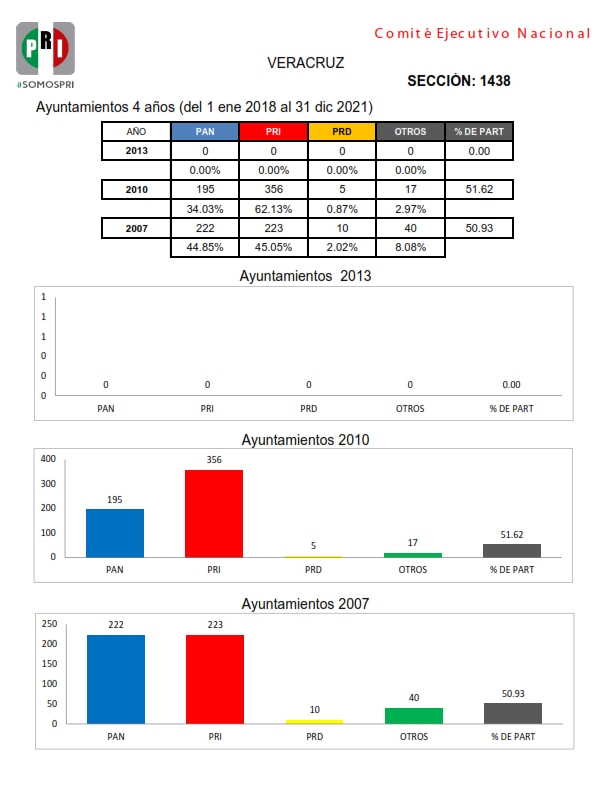 Comité Ejecutivo Nacional
PRI
#SOMOSPRI
VERACRUZ
SECCIÓN: 1438
Ayuntamientos 4 años (del 1 ene 2018 al 31 dic 2021)
AÑO PAN PRI PRD OTROS % DE PART
2013 0 0 0 0 0.00
0.00% 0.00% 0.00% 0.00%
2010 195 356 5 17 51.62
34.03% 62.13% 0.87% 2.97%
2007 222 223 10 40 50.93
44.85% 45.05% 2.02% 8.08%
Ayuntamientos 2013
1
1
1
0
0
0
0 0 0 0 0.00
PAN PRI PRD OTROS % DE PART
Ayuntamientos 2010
400
300
200
100
0
195 356 5 17 51.62
PAN PRI PRD OTROS % DE PART
Ayuntamientos 2007
250
200
150
100
50
0
222 223 10 40 50.93
PAN PRI PRD OTROS % DE PART